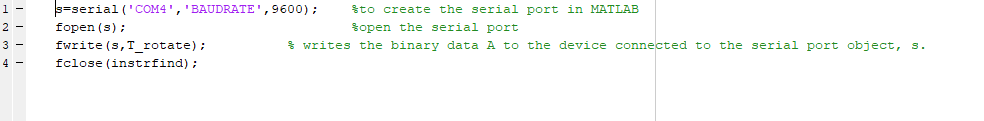 1 - s=serial('COM4','BAUDRATE',9600); %to create the serial port in MATLAB
2 - fopen(s); %open the serial port
3 - fwrite(s,T_rotate); % writes the binary data A to the device connected to the serial port object, s.
4 - fclose(instrfind);